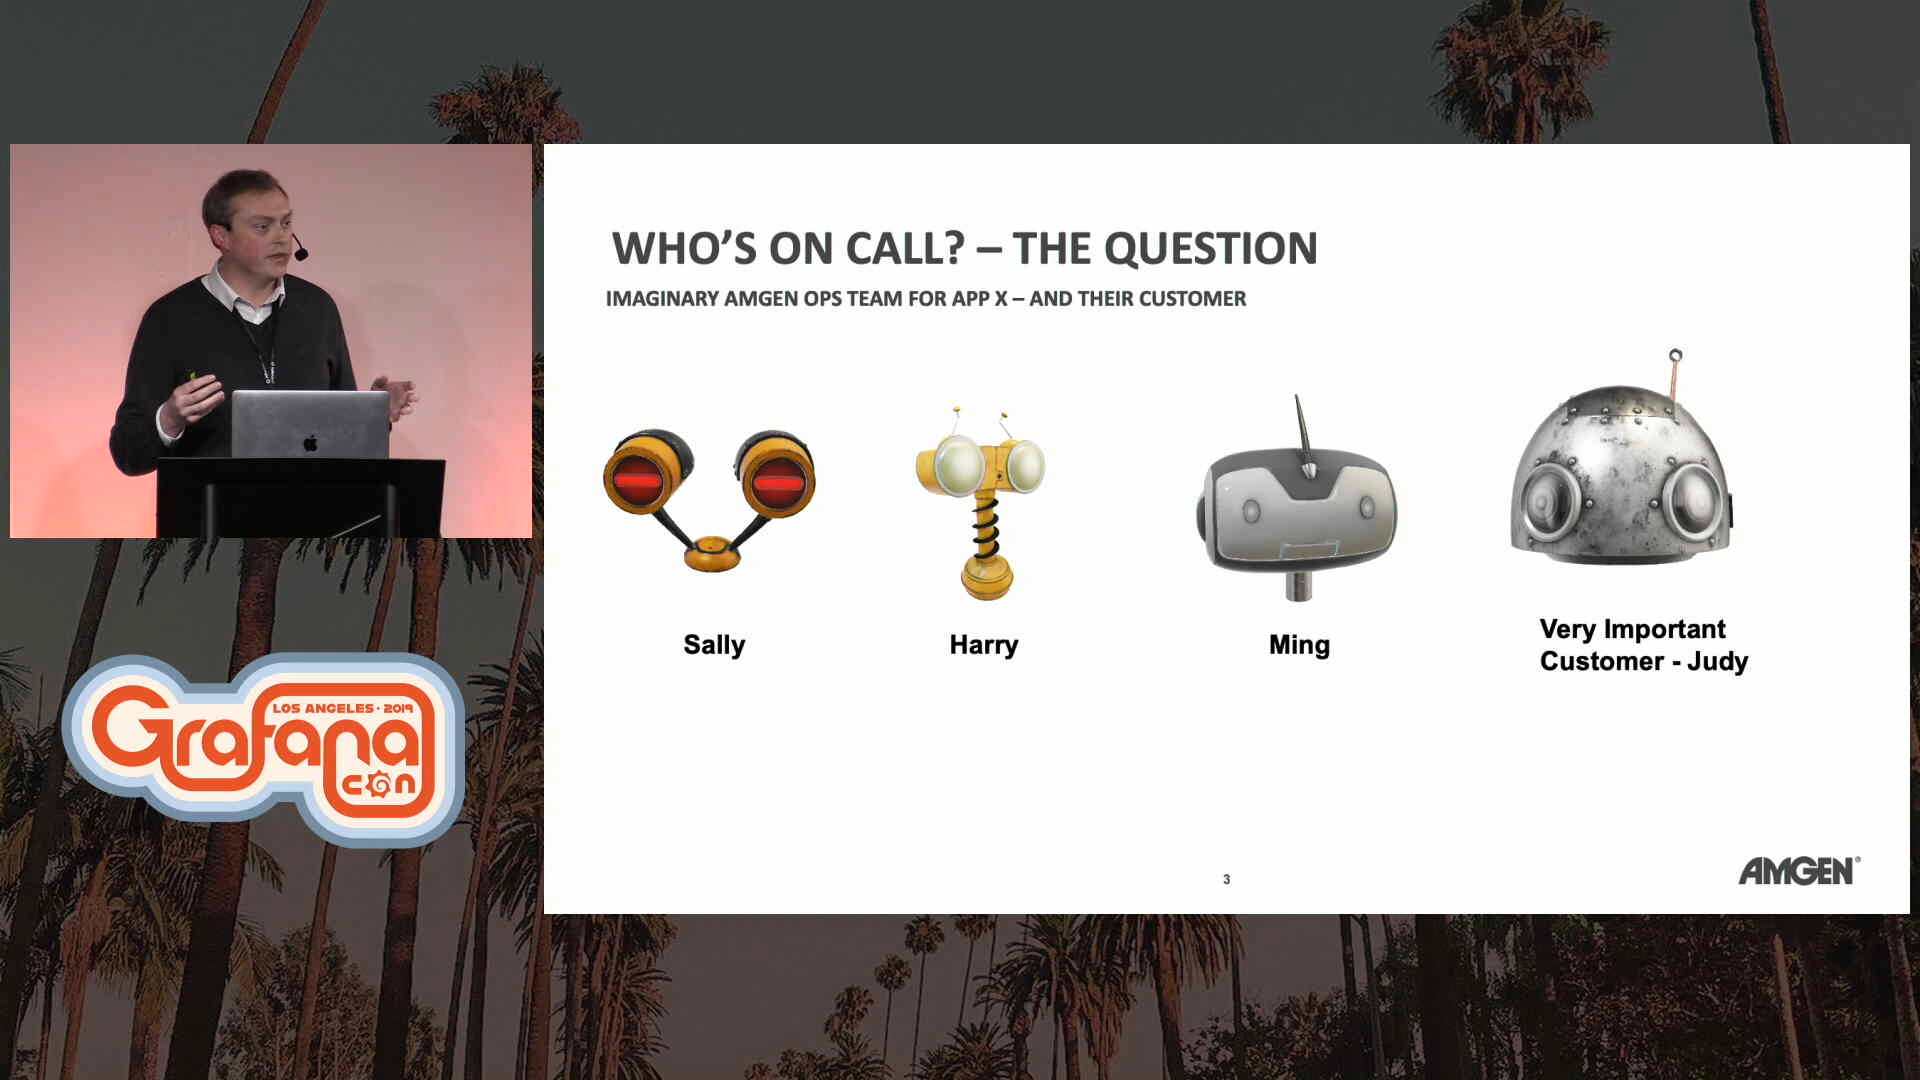 WHO'S ON CALL? – THE QUESTION
IMAGINARY AMGEN OPS TEAM FOR APP X – AND THEIR CUSTOMER
Sally
Harry
Ming
Very Important
Customer - Judy
LOS ANGELES · 2019
Grafana
con
3
AMGEN®